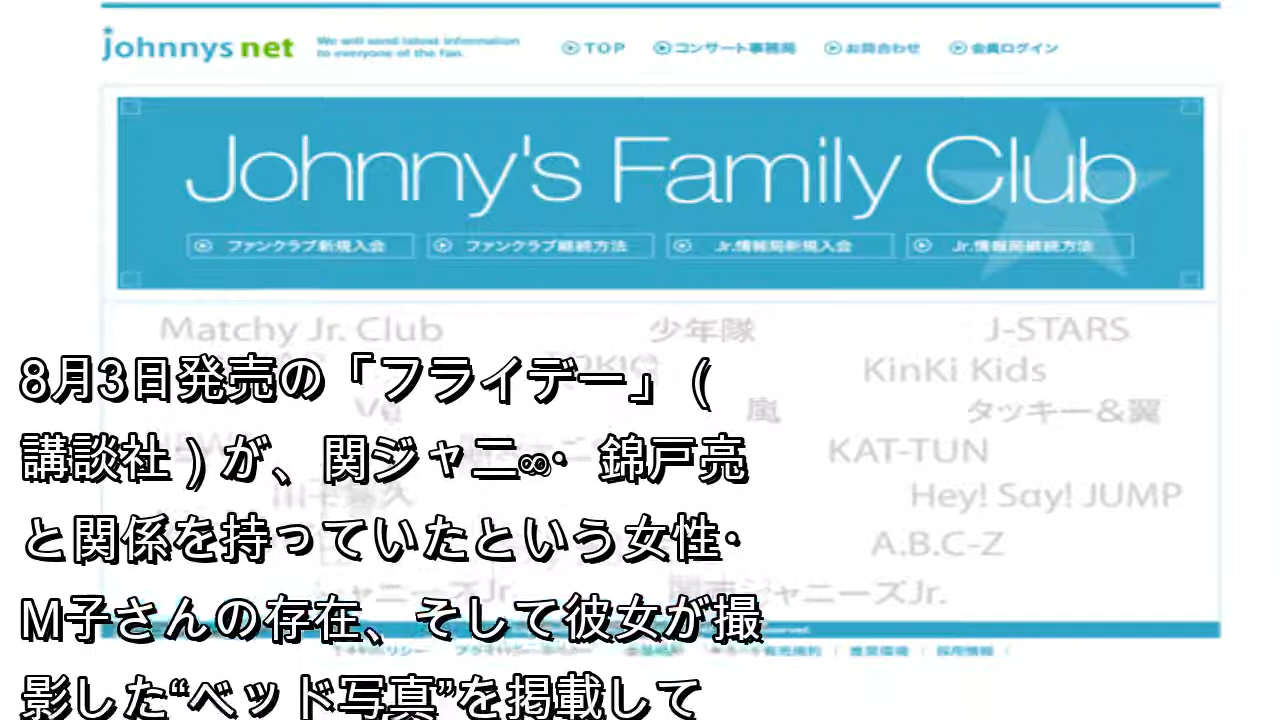 johnnys net
We will send latest information
to everyone of the fan.
TOP
コンサート事務局
お問合わせ
会員ログイン
Johnny's Family Club
ファンクラブ新規入会
ファンクラブ継続方法
Jr.情報局新規入会
Jr.情報局継続方法
Matchy Jr. Club
少年隊
J-STARS
KinKi Kids
嵐
タッキー＆翼
KAT-TUN
Hey! Say! JUMP
A.B.C-Z
関西ジャニーズJr.
8月3日発売の「フライデー」（
講談社）が、関ジャニ∞・錦戸亮
と関係を持っていたという女性・
M子さんの存在、そして彼女が撮
影した“ベッド写真”を掲載して
採用情報